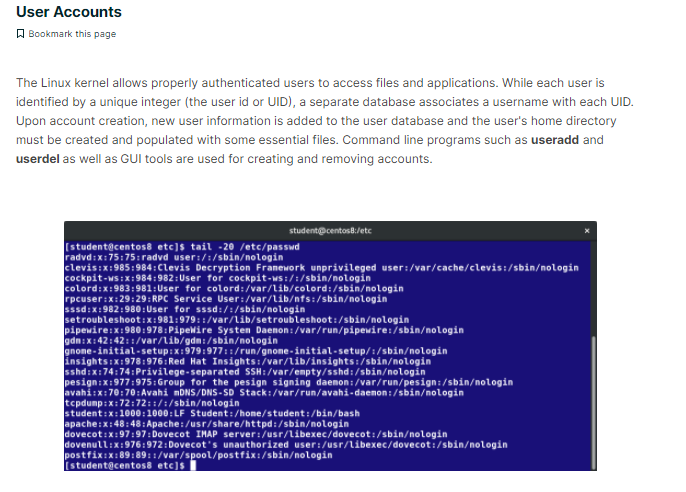 User Accounts
Bookmark this page
The Linux kernel allows properly authenticated users to access files and applications. While each user is
identified by a unique integer (the user id or UID), a separate database associates a username with each UID.
Upon account creation, new user information is added to the user database and the user's home directory
must be created and populated with some essential files. Command line programs such as useradd and
userdel as well as GUI tools are used for creating and removing accounts.
student@centos8:/etc ×
[student@centos8 etc]$ tail -20 /etc/passwd
radvd:x:75:75:radvd user:/:/sbin/nologin
clevis:x:985:984:Clevis Decryption Framework unprivileged user:/var/cache/clevis:/sbin/nologin
cockpit-ws:x:984:982:User for cockpit-ws:/:/sbin/nologin
colord:x:983:981:User for colord:/var/lib/colord:/sbin/nologin
rpcuser:x:29:29:RPC Service User:/var/lib/nfs:/sbin/nologin
sssd:x:982:980:User for sssd:/:/sbin/nologin
setroubleshoot:x:981:979::/var/lib/setroubleshoot:/sbin/nologin
pipewire:x:980:978:PipeWire System Daemon:/var/run/pipewire:/sbin/nologin
gdm:x:42:42::/var/lib/gdm:/sbin/nologin
gnome-initial-setup:x:979:977::/run/gnome-initial-setup/:/sbin/nologin
insights:x:978:976:Red Hat Insights:/var/lib/insights:/sbin/nologin
sshd:x:74:74:Privilege-separated SSH:/var/empty/sshd:/sbin/nologin
pesign:x:977:975:Group for the pesign signing daemon:/var/run/pesign:/sbin/nologin
avahi:x:70:70:Avahi mDNS/DNS-SD Stack:/var/run/avahi-daemon:/sbin/nologin
tcpdump:x:72:72::/:/sbin/nologin
student:x:1000:1000:LF Student:/home/student:/bin/bash
apache:x:48:48:Apache:/usr/share/httpd:/sbin/nologin
dovecot:x:97:97:Dovecot IMAP server:/usr/libexec/dovecot:/sbin/nologin
dovenull:x:976:972:Dovecot's unauthorized user:/usr/libexec/dovecot:/sbin/nologin
postfix:x:89:89::/var/spool/postfix:/sbin/nologin
[student@centos8 etc]$